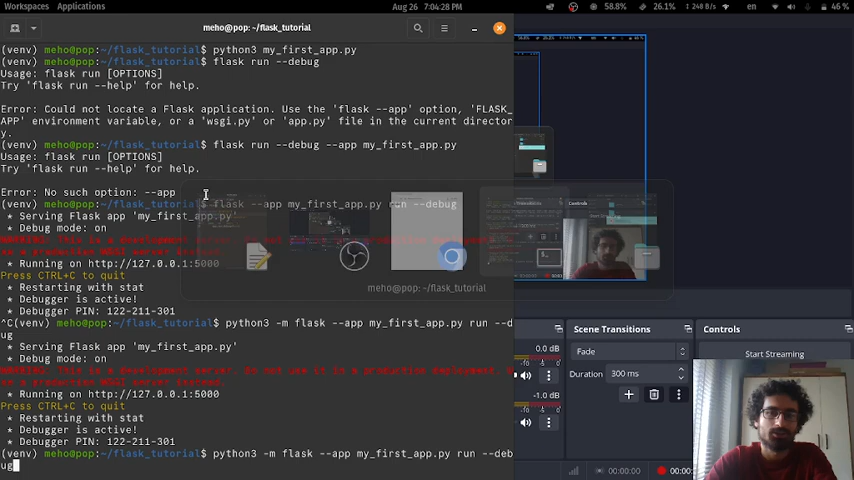 Workspaces Applications
Aug 26 7:04:28 PM
58.8%
26.1%
248 B/s
en
46 %
meho@pop: ~/flask_tutorial
(venv) meho@pop:~/flask_tutorial$ python3 my_first_app.py
(venv) meho@pop:~/flask_tutorial$ flask run --debug
Usage: flask run [OPTIONS]
Try 'flask run --help' for help.
Error: Could not locate a Flask application. Use the 'flask --app' option, 'FLASK_
APP' environment variable, or a 'wsgi.py' or 'app.py' file in the current director
y.
(venv) meho@pop:~/flask_tutorial$ flask run --debug --app my_first_app.py
Usage: flask run [OPTIONS]
Try 'flask run --help' for help.
Error: No such option: --app
(venv) meho@pop:~/flask_tutorial$ flask --app my_first_app.py run --debug
* Serving Flask app 'my_first_app.py'
* Debug mode: on
WARNING: This is a development server. Do not use it in a production deployment. 
* Running on http://127.0.0.1:5000
Press CTRL+C to quit
* Restarting with stat
* Debugger is active!
* Debugger PIN: 122-211-301
^C(venv) meho@pop:~/flask_tutorial$ python3 -m flask --app my_first_app.py run --d
ug
* Serving Flask app 'my_first_app.py'
* Debug mode: on
WARNING: This is a development server. Do not use it in a production deployment. 
* Running on http://127.0.0.1:5000
Press CTRL+C to quit
* Restarting with stat
* Debugger is active!
* Debugger PIN: 122-211-301
(venv) meho@pop:~/flask_tutorial$ python3 -m flask --app my_first_app.py run --deb
ug
meho@pop: ~/flask_tutorial
0.0 dB
-1.0 dB
Scene Transitions
Fade
Duration 300 ms
Controls
Start Streaming
00:00:00